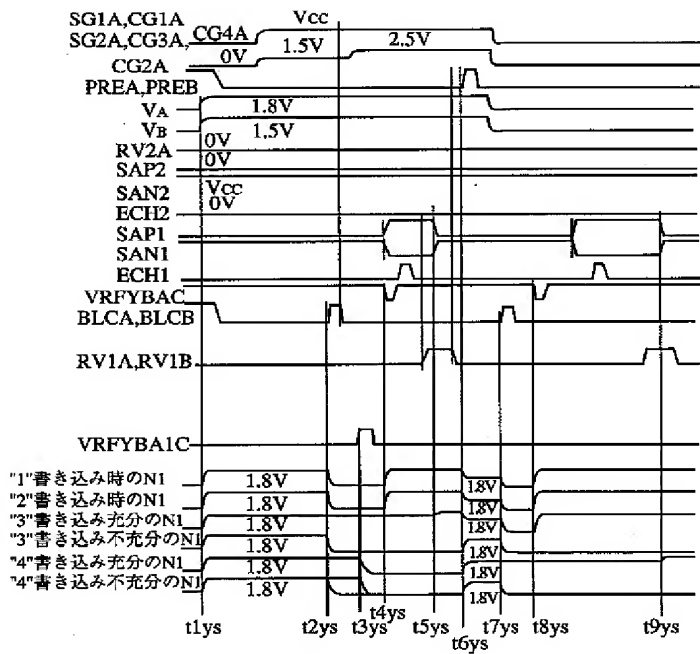 SG1A,CG1A Vcc
SG2A,CG3A,CG4A
0V 1.5V 2.5V
CG2A
PREA,PREB
VA 1.8V
VB 1.5V
0V
RV2A
0V
SAP2
SAN2 Vcc
0V
ECH2
SAP1
SAN1
ECH1
VRFYBAC
BLCA,BLCB
RV1A,RV1B
VRFYBA1C
"1"書き込み時のN1 1.8V 1.8V
"2"書き込み時のN1 1.8V 1.8V
"3"書き込み充分のN1 1.8V 1.8V
"3"書き込み不充分のN1 1.8V 1.8V
"4"書き込み充分のN1 1.8V 1.8V
"4"書き込み不充分のN1 1.8V 1.8V
t1ys t2ys t3ys t4ys t5ys t6ys t7ys t8ys t9ys